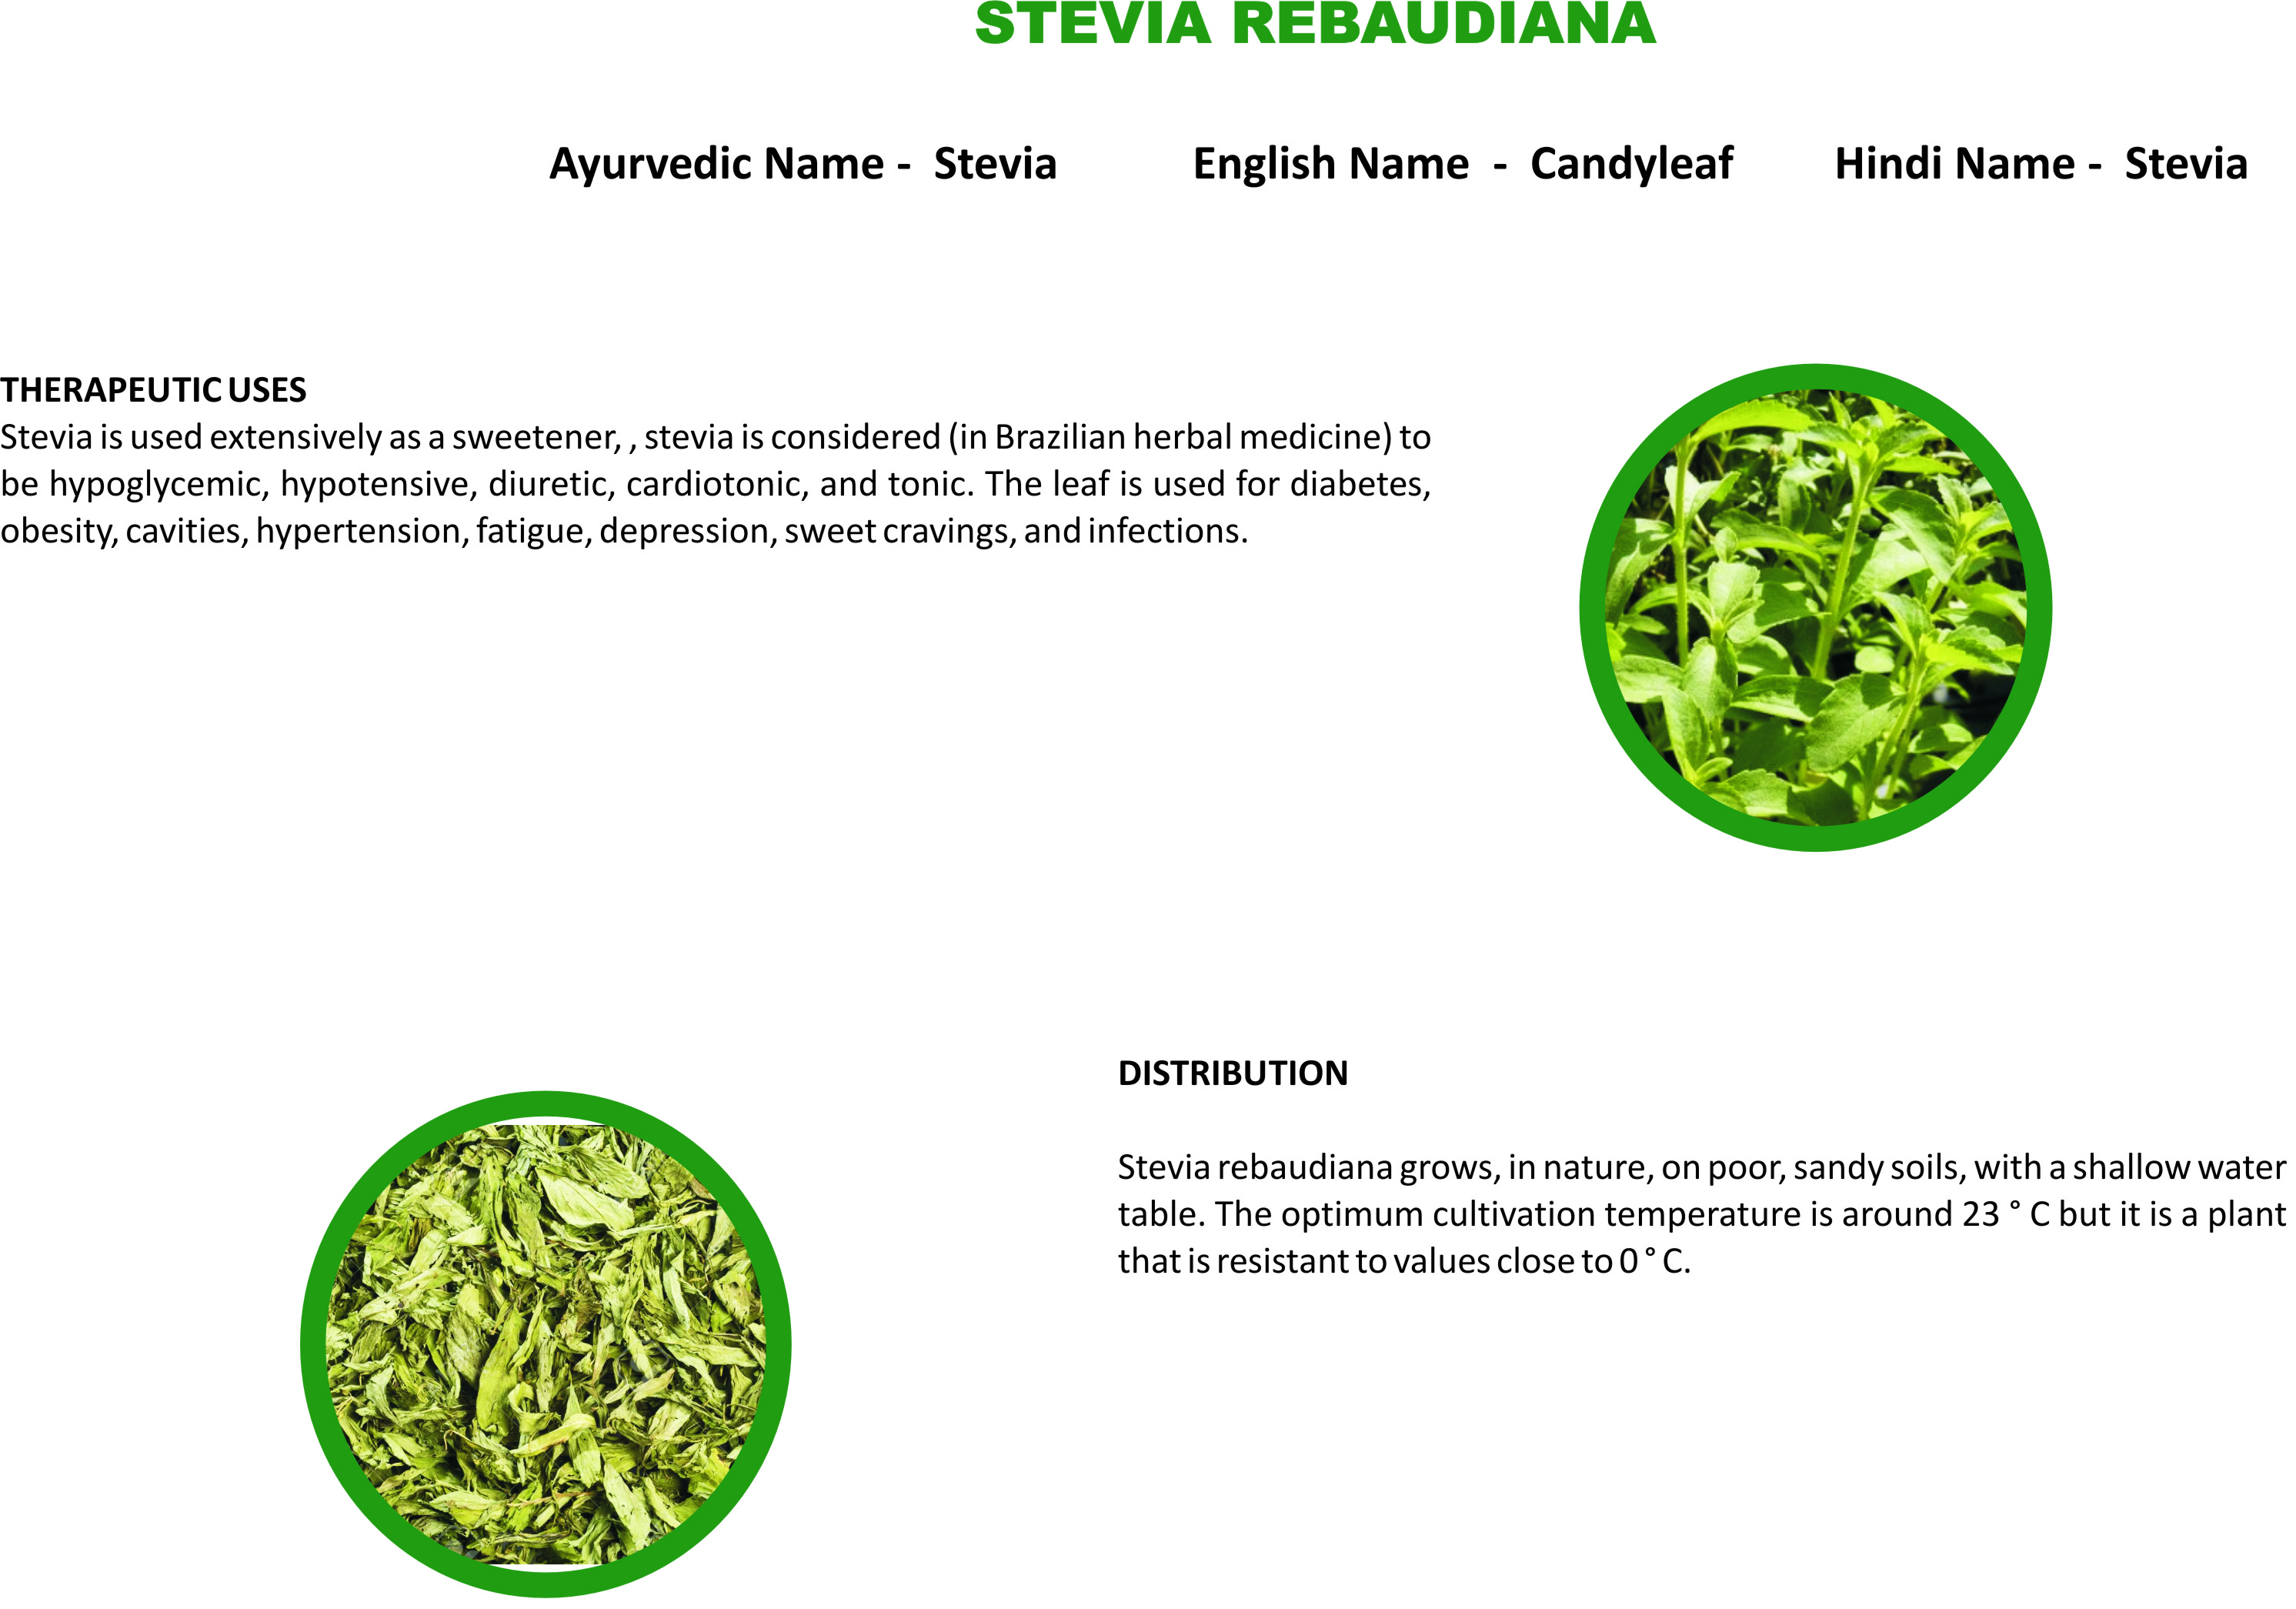 STEVIA REBAUDIANA
Ayurvedic Name - Stevia English Name - Candyleaf Hindi Name - Stevia
THERAPEUTIC USES
Stevia is used extensively as a sweetener, , stevia is considered (in Brazilian herbal medicine) to
be hypoglycemic, hypotensive, diuretic, cardiotonic, and tonic. The leaf is used for diabetes,
obesity, cavities, hypertension, fatigue, depression, sweet cravings, and infections.
DISTRIBUTION
Stevia rebaudiana grows, in nature, on poor, sandy soils, with a shallow water
table. The optimum cultivation temperature is around 23 ° C but it is a plant
that is resistant to values close to 0 ° C.